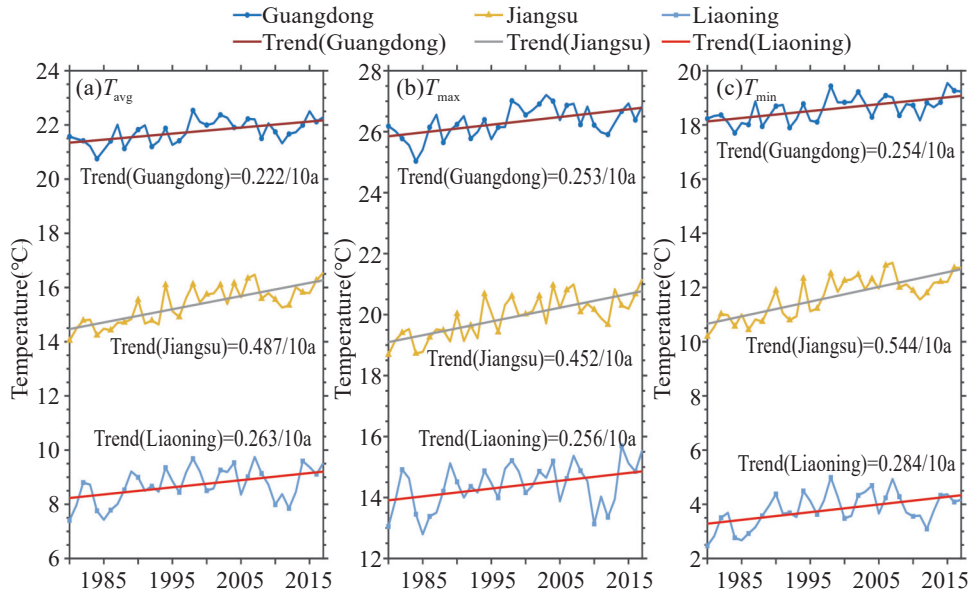 Guangdong Jiangsu Liaoning
Trend(Guangdong) Trend(Jiangsu) Trend(Liaoning)
(a)Tavg
Temperature(°C)
24
22
20
18
16
14
12
10
8
6
Trend(Guangdong)=0.222/10a
Trend(Jiangsu)=0.487/10a
Trend(Liaoning)=0.263/10a
1985 1995 2005 2015
(b)Tmax
Temperature(°C)
28
26
24
22
20
18
16
14
12
Trend(Guangdong)=0.253/10a
Trend(Jiangsu)=0.452/10a
Trend(Liaoning)=0.256/10a
1985 1995 2005 2015
(c)Tmin
Temperature(°C)
20
18
16
14
12
10
8
6
4
2
Trend(Guangdong)=0.254/10a
Trend(Jiangsu)=0.544/10a
Trend(Liaoning)=0.284/10a
1985 1995 2005 2015